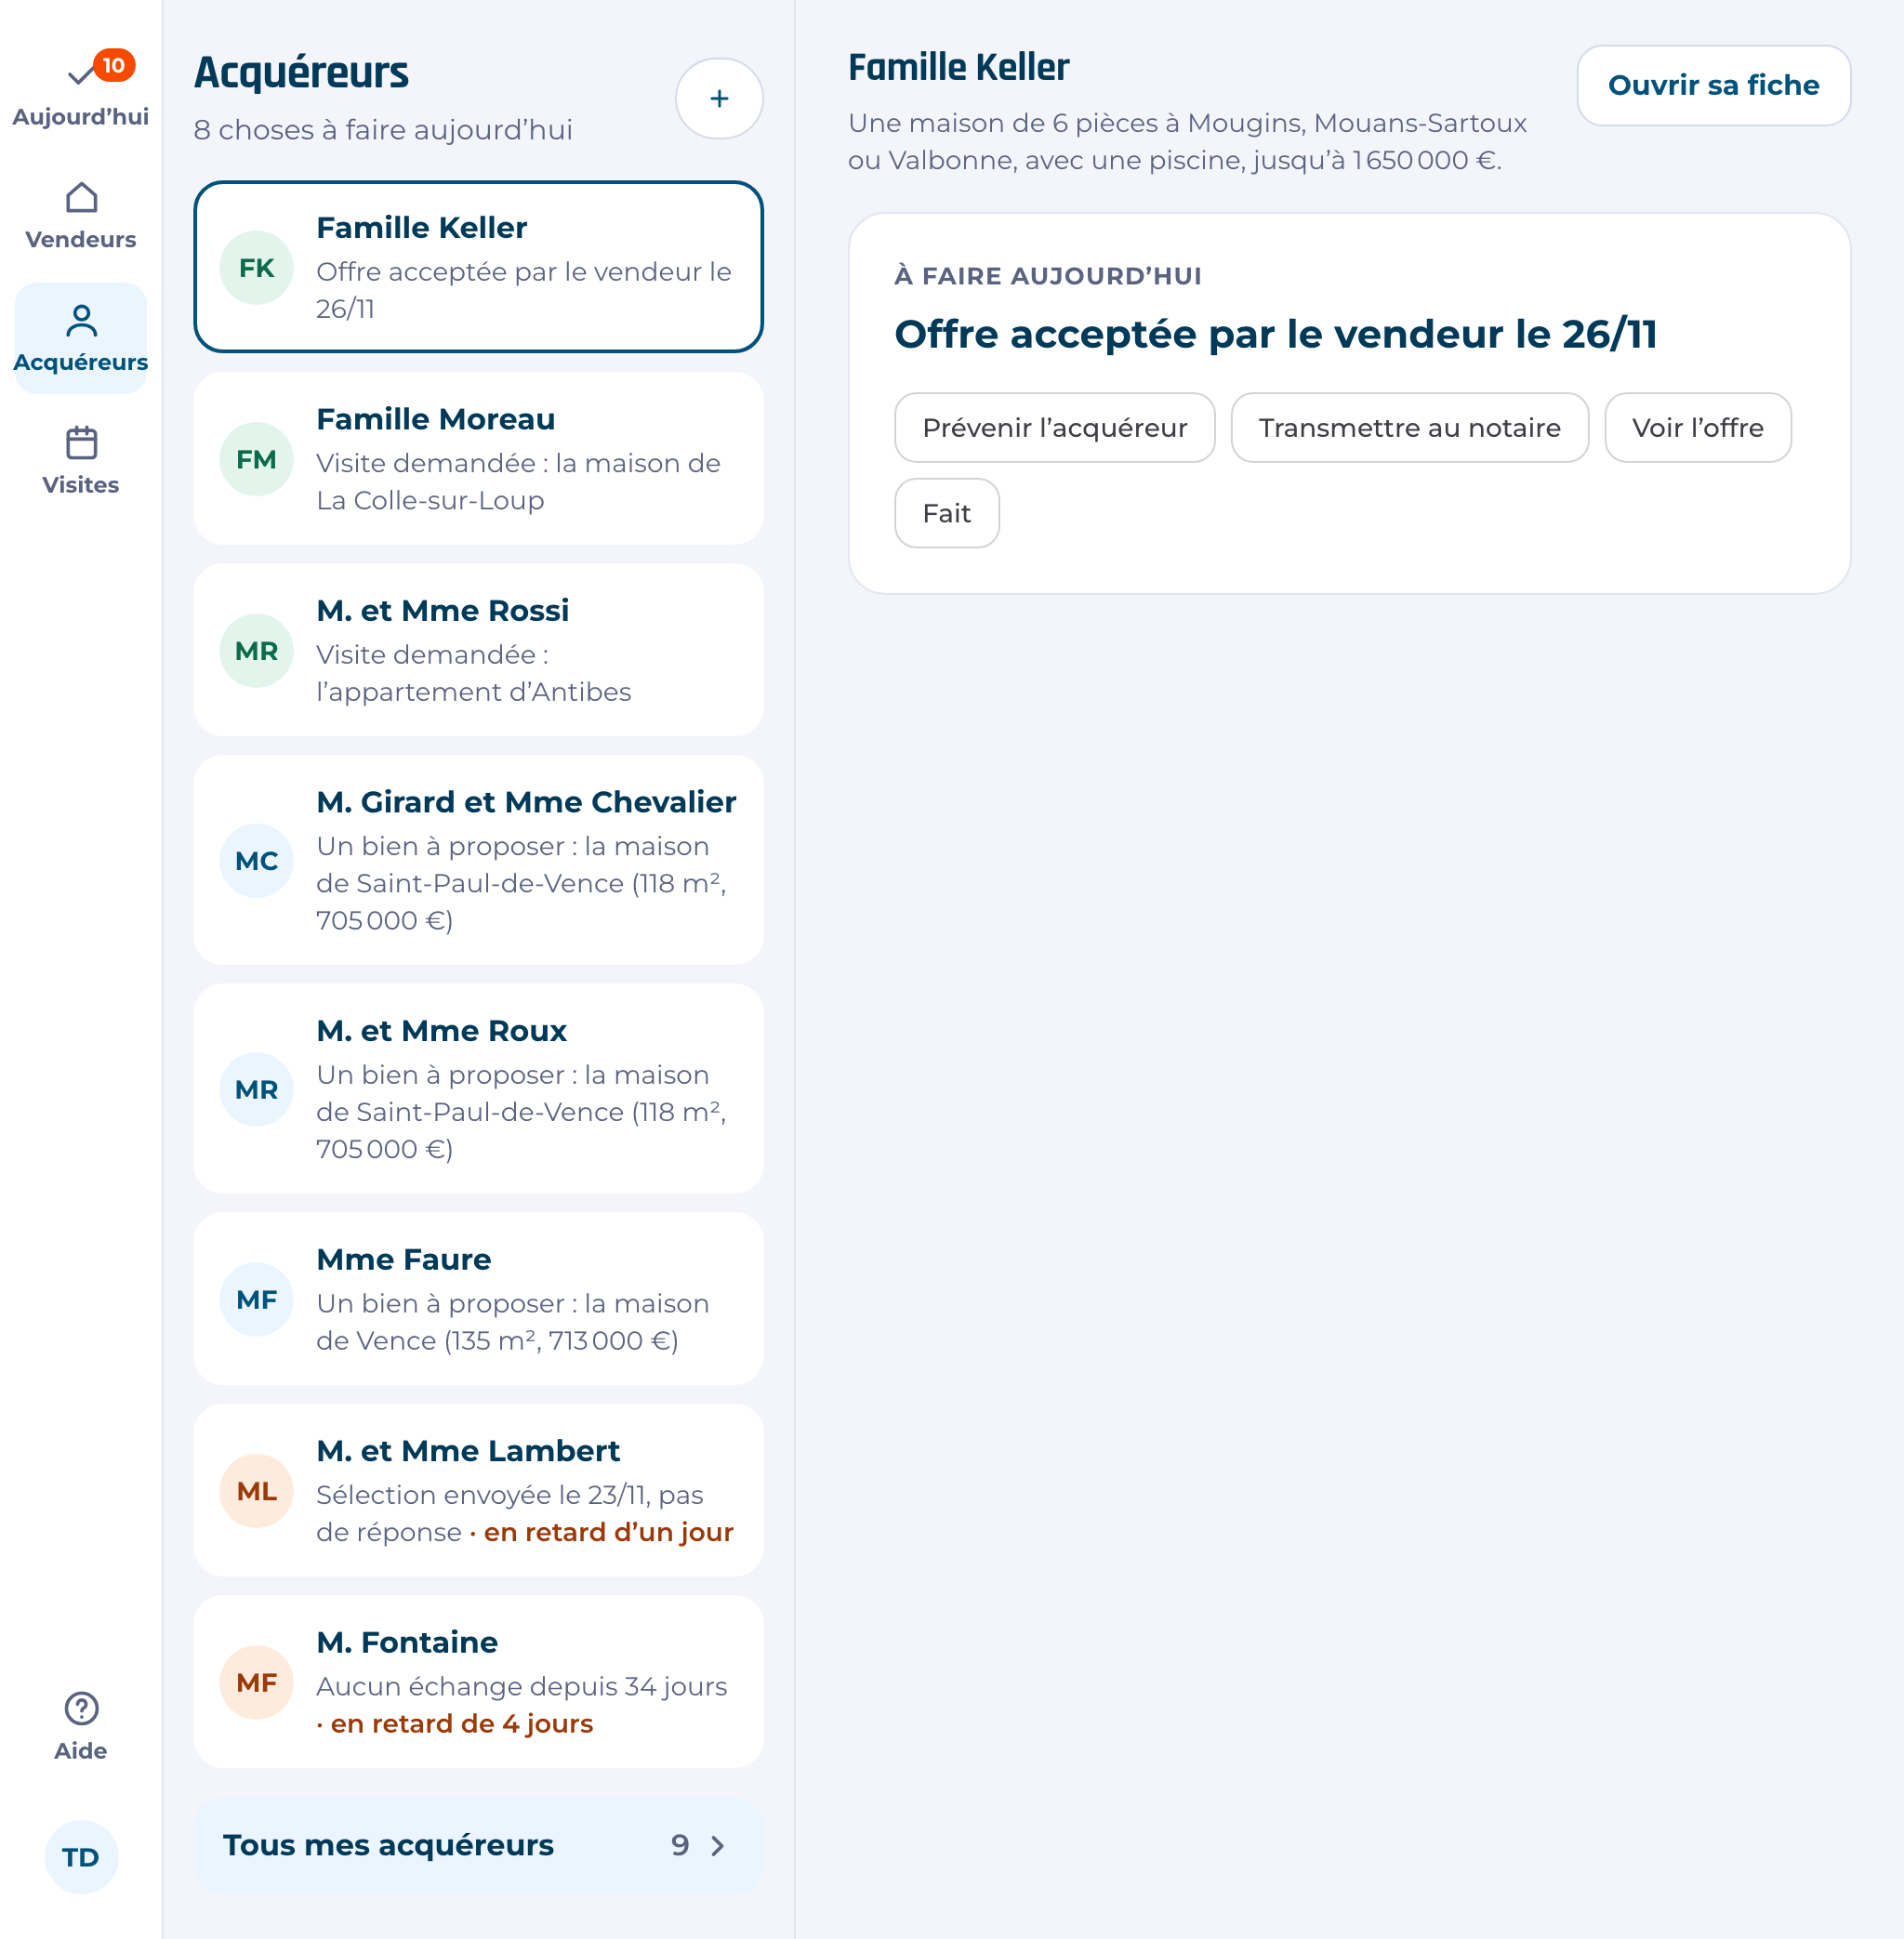 10
Aujourd’hui
Vendeurs
Acquéreurs
Visites
Aide
TD
Acquéreurs
8 choses à faire aujourd’hui
+
FK
Famille Keller
Offre acceptée par le vendeur le
26/11
FM
Famille Moreau
Visite demandée : la maison de
La Colle-sur-Loup
MR
M. et Mme Rossi
Visite demandée :
l’appartement d’Antibes
MC
M. Girard et Mme Chevalier
Un bien à proposer : la maison
de Saint-Paul-de-Vence (118 m²,
705 000 €)
MR
M. et Mme Roux
Un bien à proposer : la maison
de Saint-Paul-de-Vence (118 m²,
705 000 €)
MF
Mme Faure
Un bien à proposer : la maison
de Vence (135 m², 713 000 €)
ML
M. et Mme Lambert
Sélection envoyée le 23/11, pas
de réponse · en retard d’un jour
MF
M. Fontaine
Aucun échange depuis 34 jours
· en retard de 4 jours
Tous mes acquéreurs 9
Famille Keller
Une maison de 6 pièces à Mougins, Mouans-Sartoux
ou Valbonne, avec une piscine, jusqu’à 1 650 000 €.
Ouvrir sa fiche
À FAIRE AUJOURD’HUI
Offre acceptée par le vendeur le 26/11
Prévenir l’acquéreur Transmettre au notaire Voir l’offre
Fait